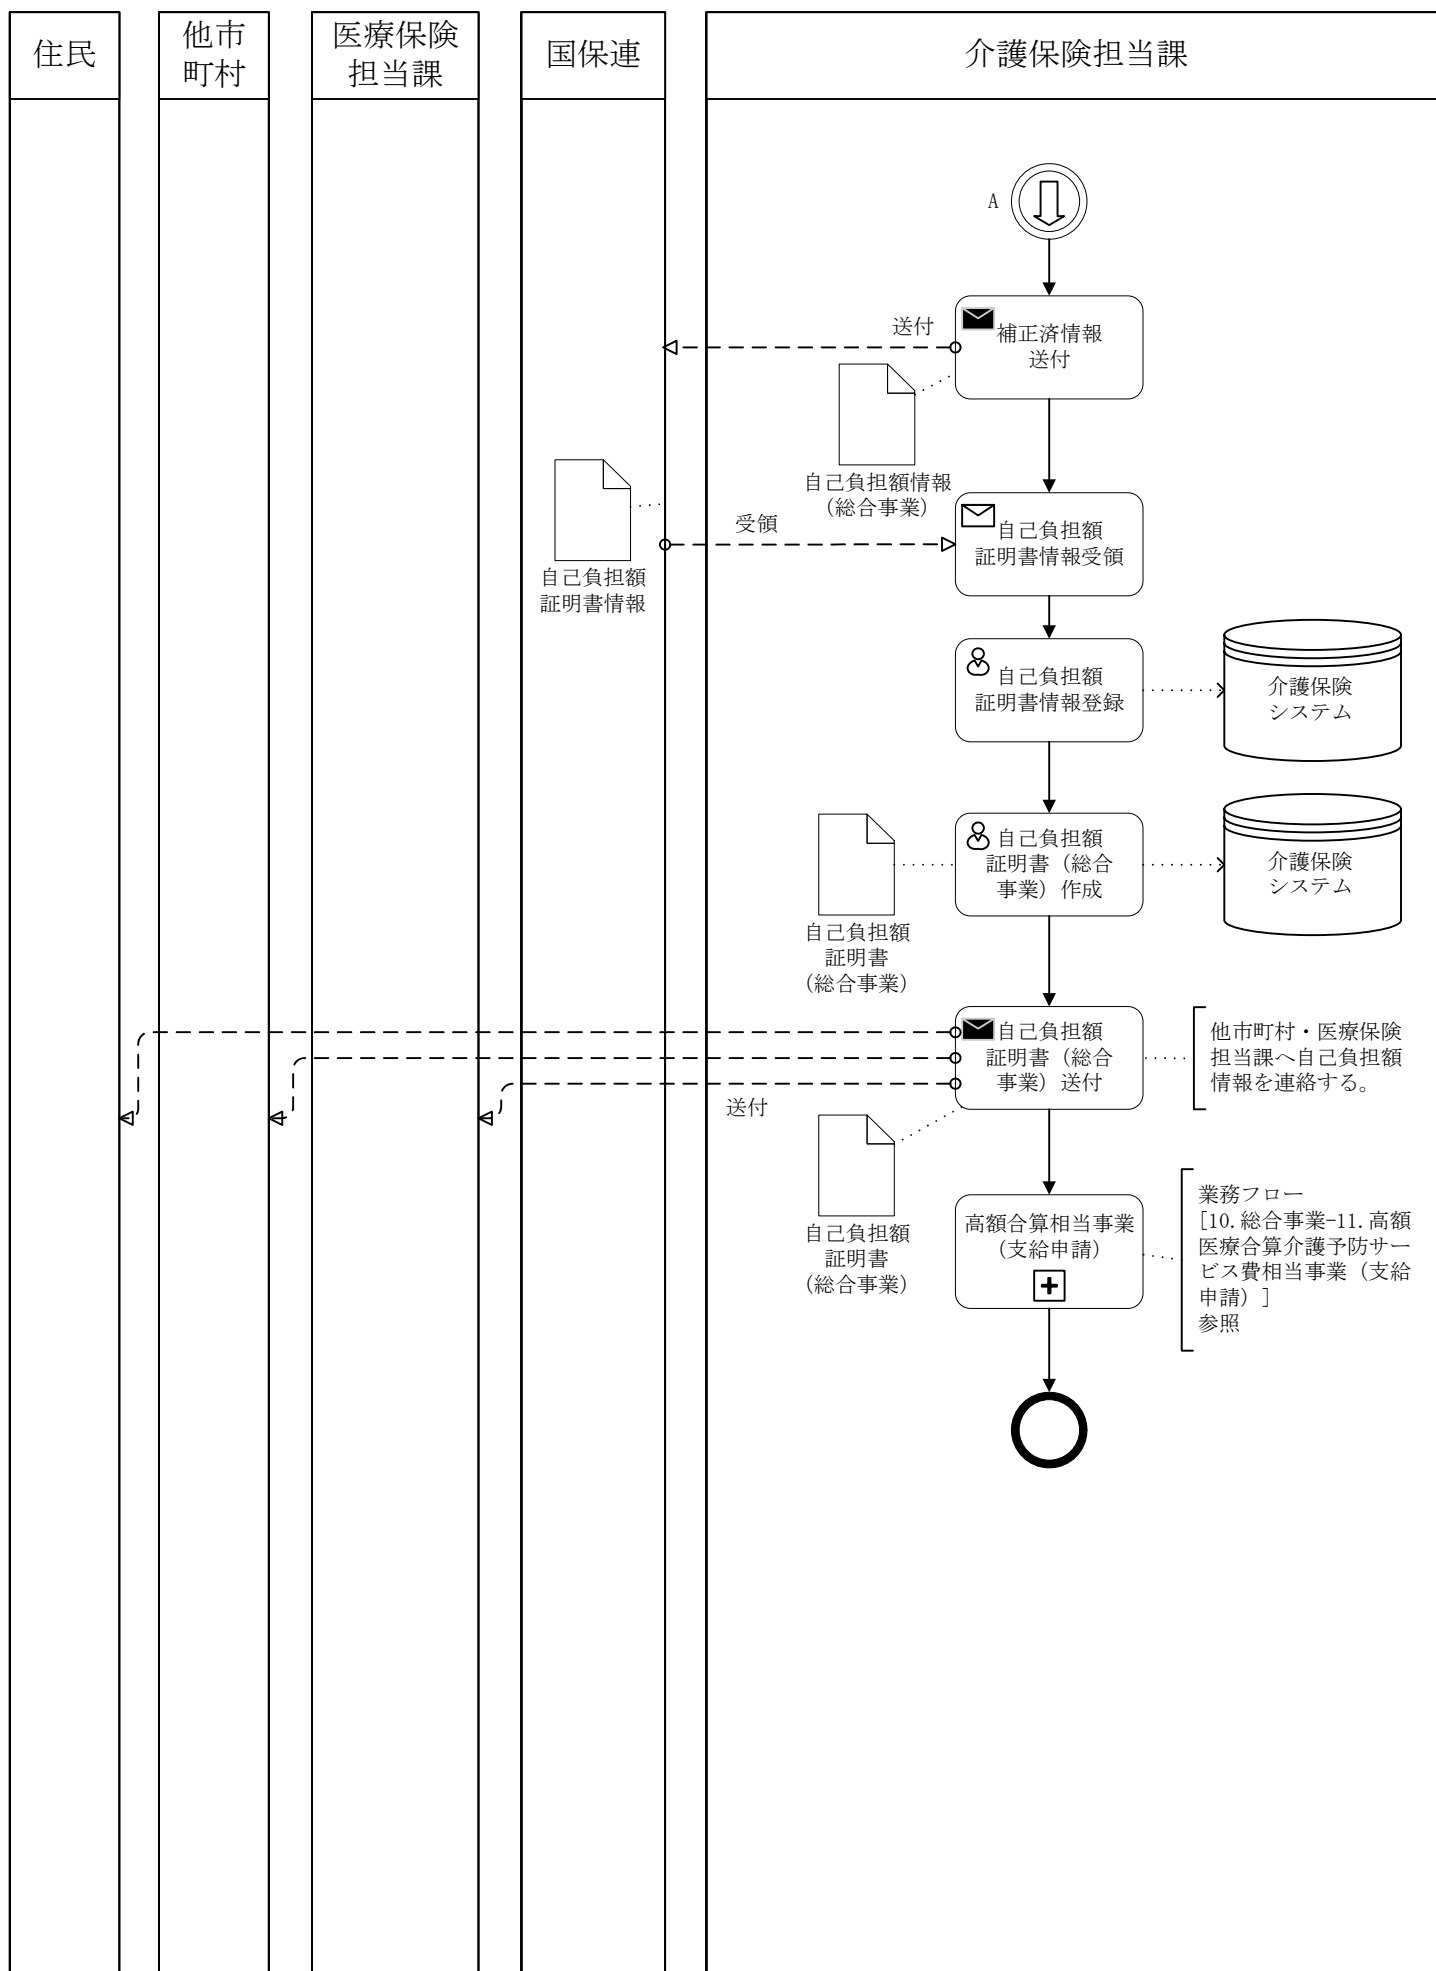 住民
他市
町村
医療保険
担当課
国保連
介護保険担当課
A
送付
補正済情報
送付
自己負担額情報
（総合事業）
受領
自己負担額
証明書情報
自己負担額
証明書情報受領
自己負担額
証明書情報登録
介護保険
システム
自己負担額
証明書（総合
事業）作成
介護保険
システム
自己負担額
証明書
（総合事業）
自己負担額
証明書（総合
事業）送付
他市町村・医療保険
担当課へ自己負担額
情報を連絡する。
送付
自己負担額
証明書
（総合事業）
高額合算相当事業
（支給申請）
業務フロー
[10.総合事業-11.高額
医療合算介護予防サー
ビス費相当事業（支給
申請）]
参照